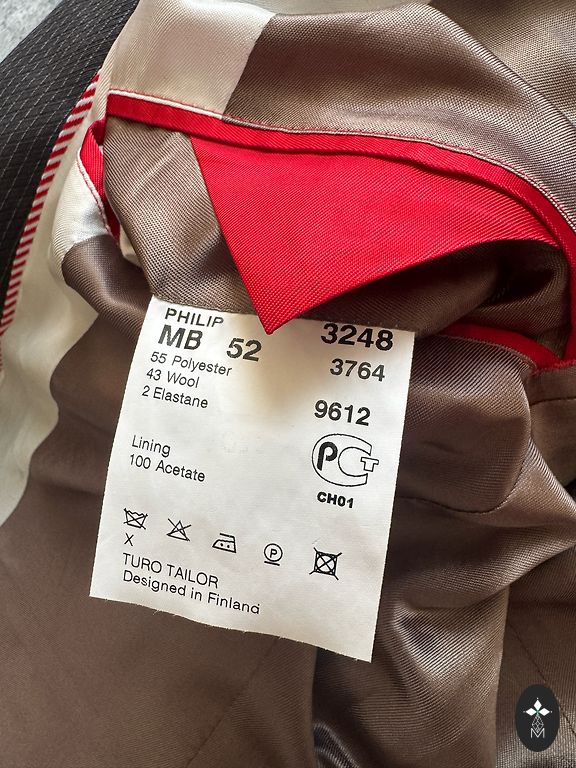 PHILIP
MB 52 3248
55 Polyester 3764
43 Wool
2 Elastane 9612
Lining
100 Acetate
PCT
CH01
P
X
TURO TAILOR
Designed in Finland
M